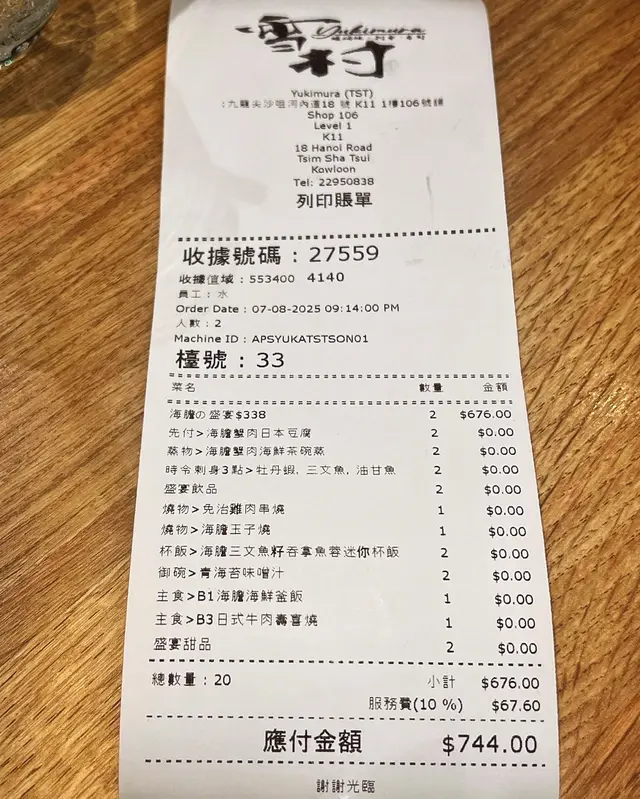 雪村
Yukimura
Yukimura (TST)
:九龍尖沙咀河內道18 號 K11 1樓106號舖
Shop 106
Level 1
K11
18 Hanoi Road
Tsim Sha Tsui
Kowloon
Tel: 22950838
列印賬單
收據號碼 : 27559
收據值域 : 553400 4140
員工 : 水
Order Date : 07-08-2025 09:14:00 PM
人數 : 2
Machine ID : APSYUKATSTSON01
檯號 : 33
菜名 數量 金額
海膽の盛宴$338 2 $676.00
先付>海膽蟹肉日本豆腐 2 $0.00
蒸物>海膽蟹肉海鮮茶碗蒸 2 $0.00
時令刺身3點>牡丹蝦, 三文魚, 油甘魚 2 $0.00
盛宴飲品 2 $0.00
燒物>免治雞肉串燒 1 $0.00
燒物>海膽玉子燒 1 $0.00
杯飯>海膽三文魚籽吞拿魚蓉迷你杯飯 2 $0.00
御碗>青海苔味噌汁 2 $0.00
主食>B1海膽海鮮釜飯 1 $0.00
主食>B3日式牛肉壽喜燒 1 $0.00
盛宴甜品 2 $0.00
總數量 : 20 小計 $676.00
服務費(10 %) $67.60
應付金額 $744.00
謝謝光臨